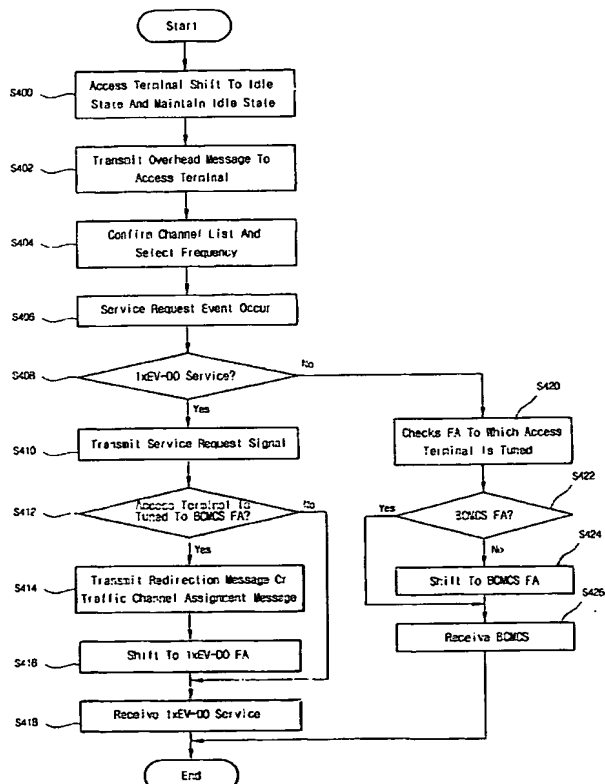 Start
S400
Access Terminal Shift To Idle
State And Maintain Idle State
S402
Transmit Overhead Message To
Access Terminal
S404
Confirm Channel List And
Select Frequency
S406
Service Request Event Occur
S408
1xEV-DO Service?
No
Yes
S410
Transmit Service Request Signal
S412
Access Terminal Is
Tuned To BCMCS FA?
No
Yes
S414
Transmit Redirection Message Or
Traffic Channel Assignment Message
S416
Shift To 1xEV-DO FA
S418
Receive 1xEV-DO Service
S420
Checks FA To Which Access
Terminal Is Tuned
S422
Yes
BCMCS FA?
No
S424
Shift To BCMCS FA
S426
Receive BCMCS
End